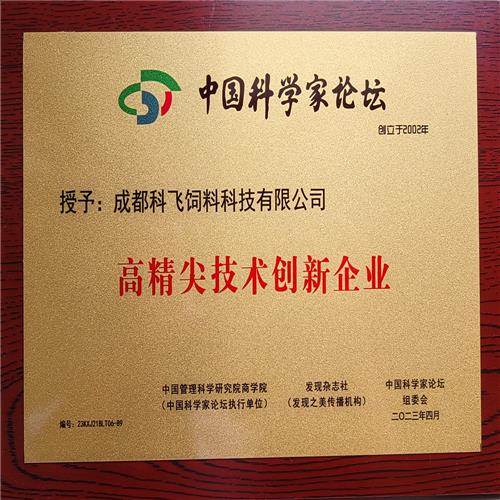 中国科学家论坛
创立于2002年
授予：成都科飞饲料科技有限公司
高精尖技术创新企业
中国管理科学研究院商学院 发现杂志社 中国科学家论坛
（中国科学家论坛执行单位） （发现之美传播机构） 组委会
编号：23KXJ21BLT06-89 二〇二三年四月